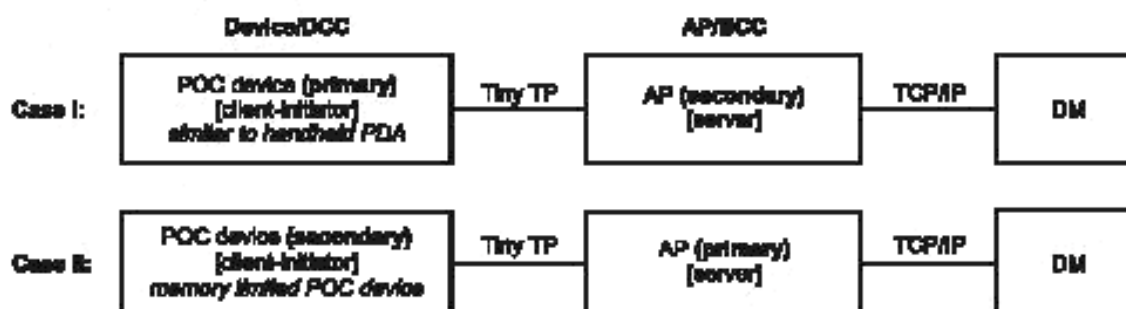 Device/DCC AP/BCC
Case I:
POC device (primary)
[client-initiator]
similar to handheld PDA
Tiny TP
AP (secondary)
[server]
TCP/IP
DM
Case II:
POC device (secondary)
[client-initiator]
memory limited POC device
Tiny TP
AP (primary)
[server]
TCP/IP
DM